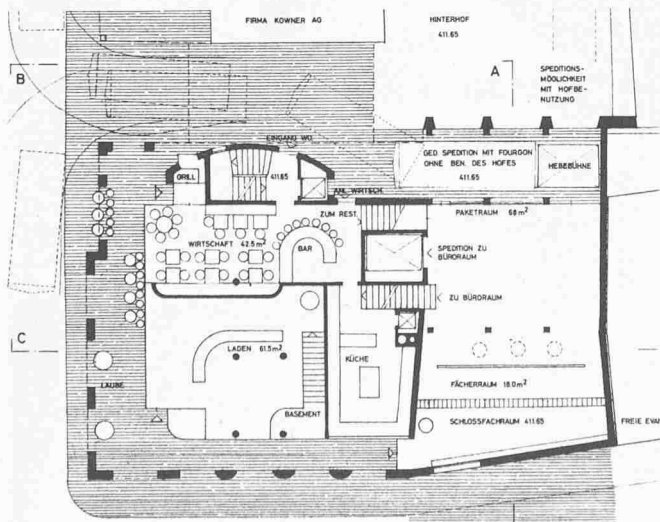 FIRMA KOWNER AG
HINTERHOF
411.65
B
A
SPEDITIONS-
MÖGLICHKEIT
MIT HOFBE-
NUTZUNG
EINGANG WO.
GRILL
411.65
GED. SPEDITION MIT FOURGON
OHNE BEN. DES HOFES
411.65
HEBEBÜHNE
ANL. WIRTSCH.
ZUM REST.
PAKETRAUM 68 m²
WIRTSCHAFT 42.5 m²
BAR
SPEDITION ZU
BÜRORAUM
ZU BÜRORAUM
C
LADEN 61.5 m²
KÜCHE
LAUBE
FÄCHERRAUM 18.0 m²
BASEMENT
SCHLOSSFACHRAUM 411.65
FREIE EVAN